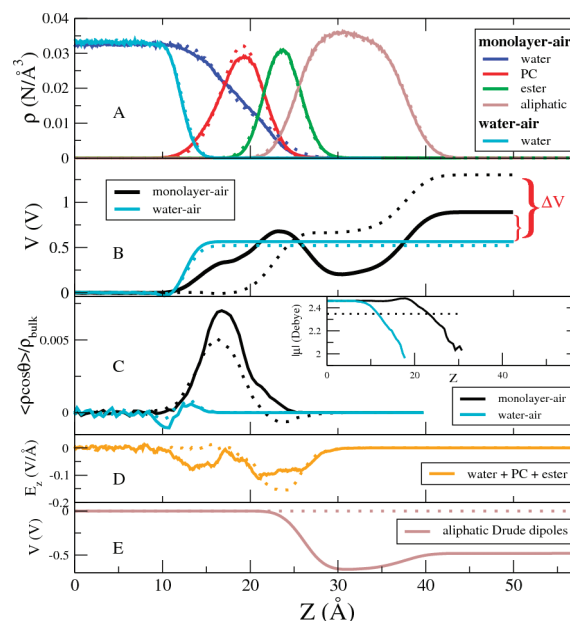 0.04
0.03
0.02
0.01
0
ρ (N/Å³)
A
monolayer-air
water
PC
ester
aliphatic
water-air
water
1
0.5
0
V (V)
monolayer-air
water-air
B
ΔV
0.005
0
<ρcosθ>/ρbulk
C
2.4
2.2
2
|μ| (Debye)
0
20
40
Z
monolayer-air
water-air
0
-0.1
-0.2
E_z (V/Å)
D
water + PC + ester
0
-0.5
V (V)
E
aliphatic Drude dipoles
0
10
20
30
40
50
Z (Å)